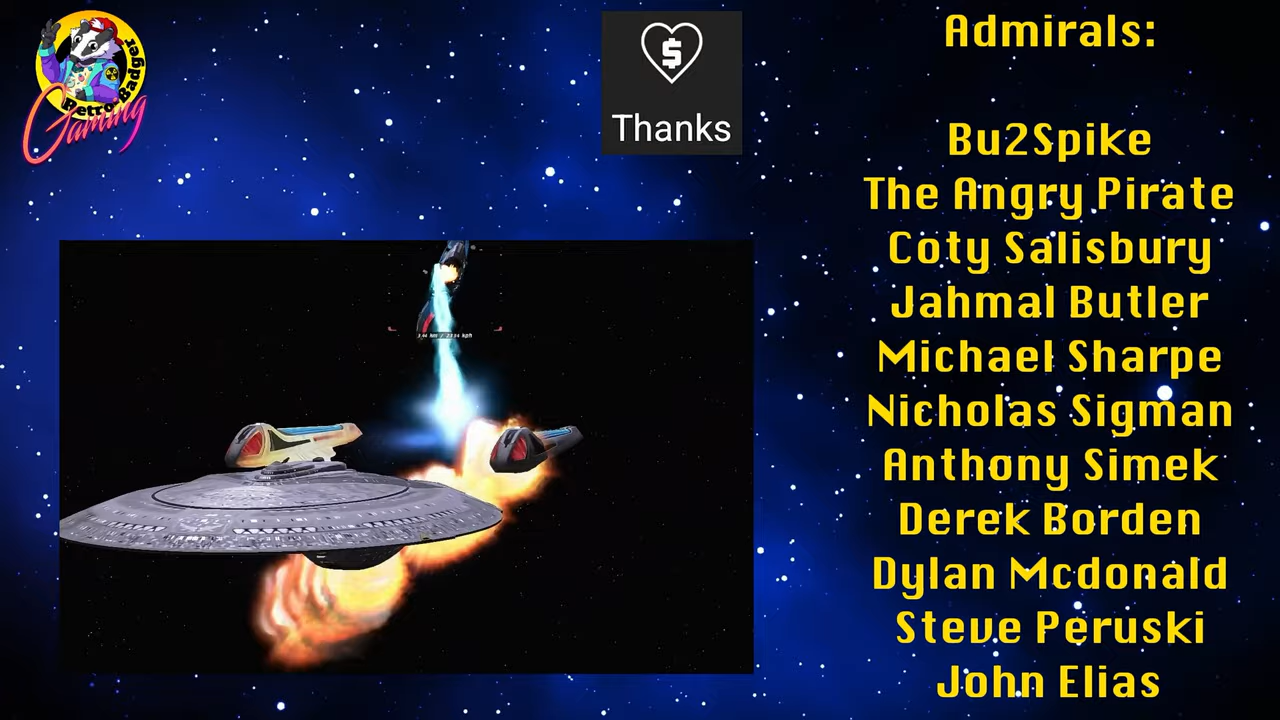 Retro Badger
Gaming
Thanks
Admirals:
Bu2Spike
The Angry Pirate
Coty Salisbury
Jahmal Butler
Michael Sharpe
Nicholas Sigman
Anthony Simek
Derek Borden
Dylan Mcdonald
Steve Peruski
John Elias